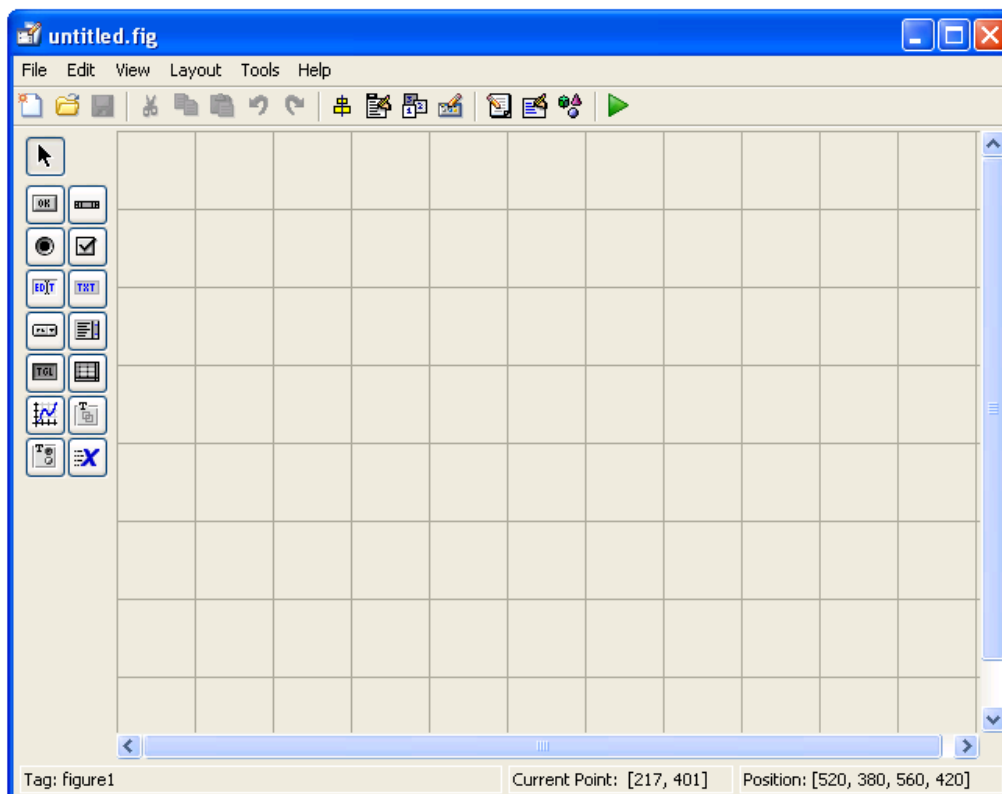 untitled.fig
File Edit View Layout Tools Help
OK
EDIT TXT
TGL
Tag: figure1 Current Point: [217, 401] Position: [520, 380, 560, 420]